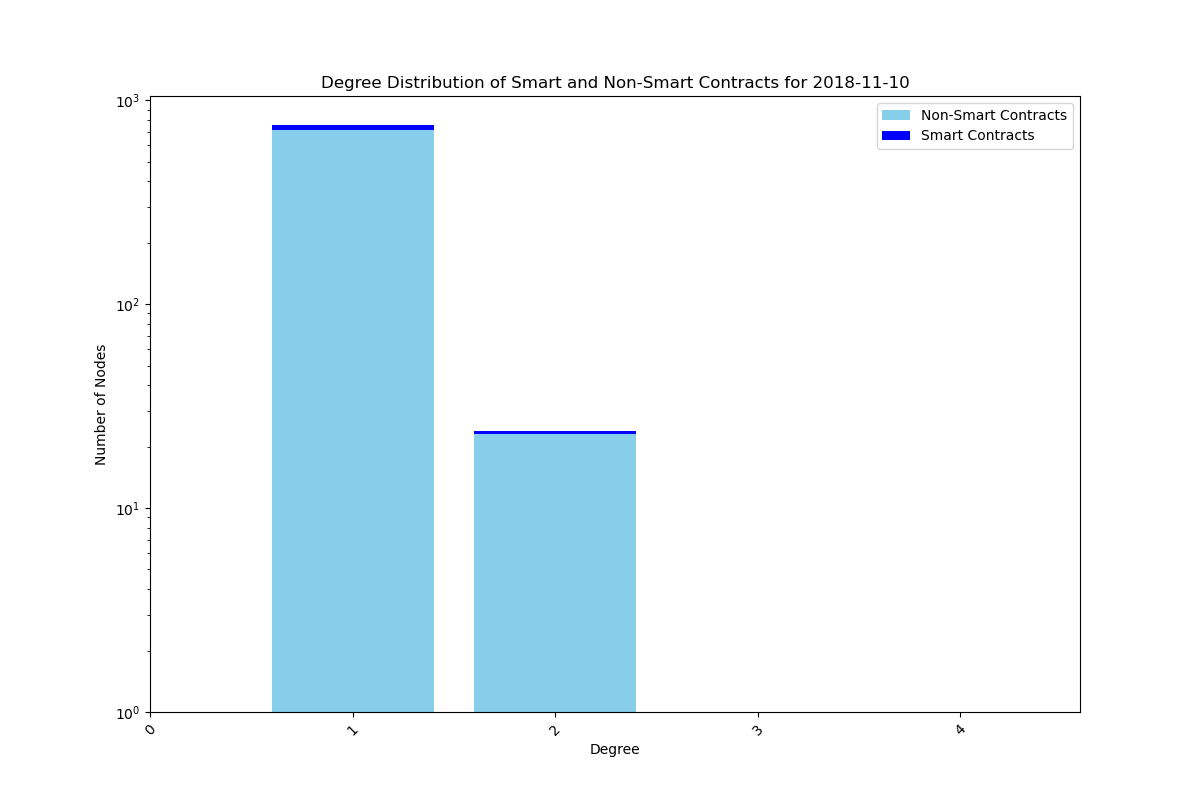 Degree Distribution of Smart and Non-Smart Contracts for 2018-11-10
Non-Smart Contracts
Smart Contracts
10³
10²
10¹
10⁰
Number of Nodes
0 1 2 3 4
Degree